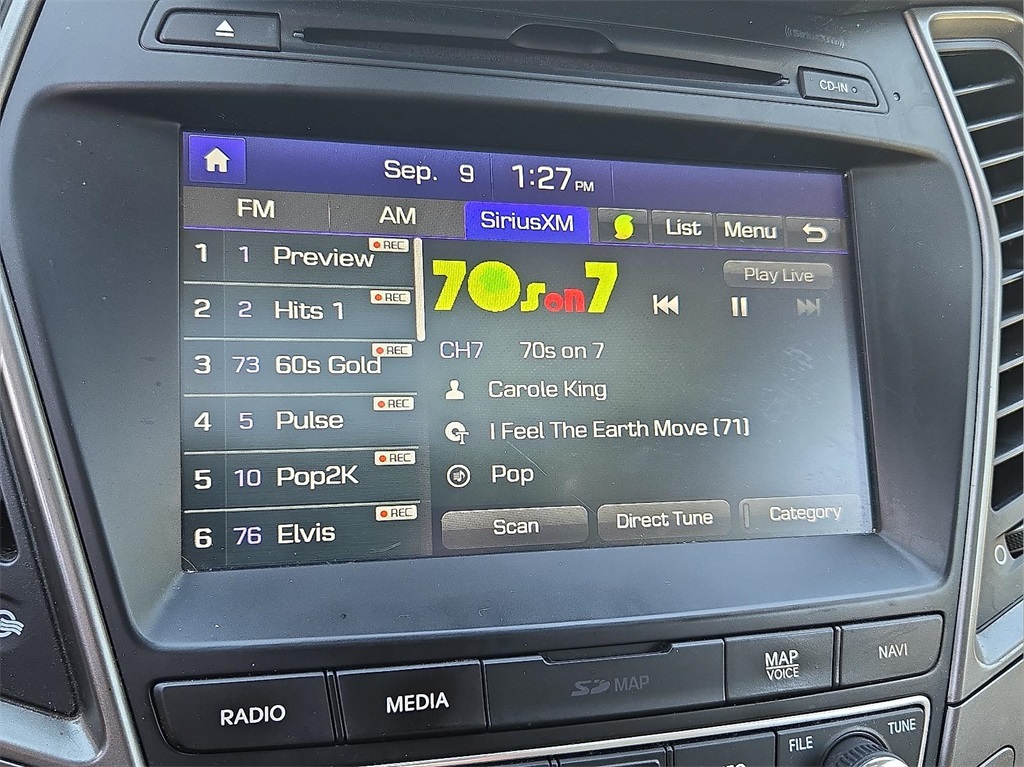 ((SiriusXM))
CD-IN
Sep. 9 1:27 PM
FM AM SiriusXM List Menu
1 1 Preview REC
2 2 Hits 1 REC
3 73 60s Gold REC
4 5 Pulse REC
5 10 Pop2K REC
6 76 Elvis REC
70s on 7
Play Live
CH7 70s on 7
Carole King
I Feel The Earth Move (71)
Pop
Scan Direct Tune Category
RADIO MEDIA SD MAP MAP VOICE NAVI
FILE TUNE